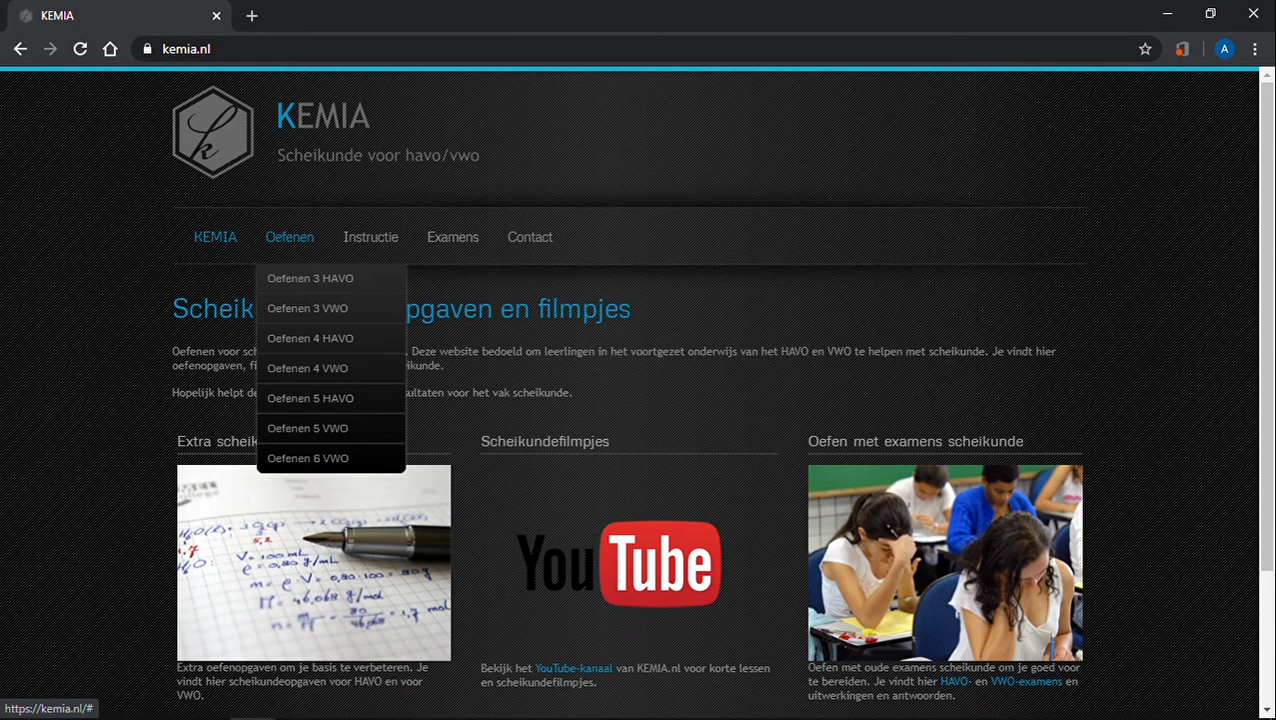 KEMIA
kemia.nl
A
KEMIA
Scheikunde voor havo/vwo
KEMIA Oefenen Instructie Examens Contact
Oefenen 3 HAVO
Oefenen 3 VWO
Oefenen 4 HAVO
Oefenen 4 VWO
Oefenen 5 HAVO
Oefenen 5 VWO
Oefenen 6 VWO
Scheik pgaven en filmpjes
Oefenen voor sch . Deze website bedoeld om leerlingen in het voortgezet onderwijs van het HAVO en VWO te helpen met scheikunde. Je vindt hier
oefenopgaven, fi ikunde.
Hopelijk helpt de sultaten voor het vak scheikunde.
Extra scheik
V = 100 mL
YouTube
Extra oefenopgaven om je basis te verbeteren. Je
vindt hier scheikundeopgaven voor HAVO en voor
VWO.
Scheikundefilmpjes
Bekijk het YouTube-kanaal van KEMIA.nl voor korte lessen
en scheikundefilmpjes.
Oefen met examens scheikunde
Oefen met oude examens scheikunde om je goed voor
te bereiden. Je vindt hier HAVO- en VWO-examens en
uitwerkingen en antwoorden.
https://kemia.nl/#